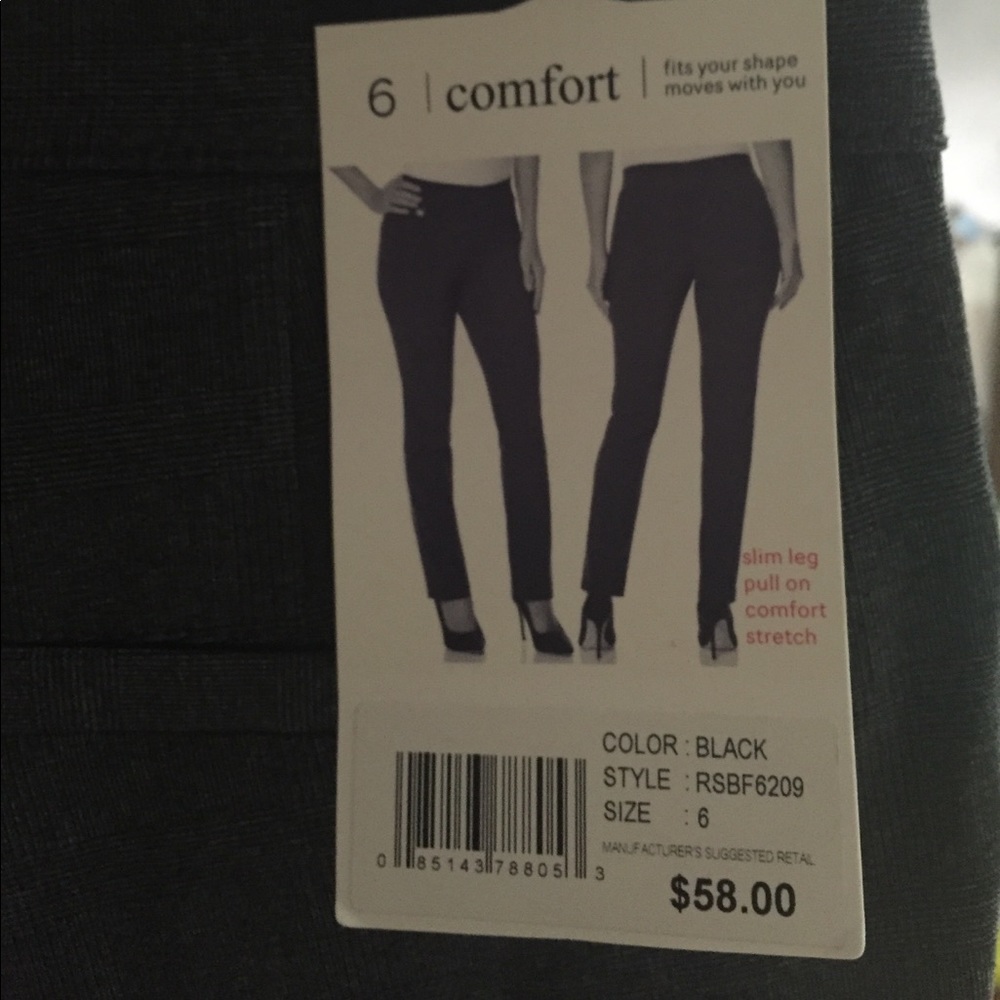 6 | comfort | fits your shape
moves with you
slim leg
pull on
comfort
stretch
COLOR : BLACK
STYLE : RSBF6209
SIZE : 6
MANUFACTURER'S SUGGESTED RETAIL
$58.00
0 85143 78805 3